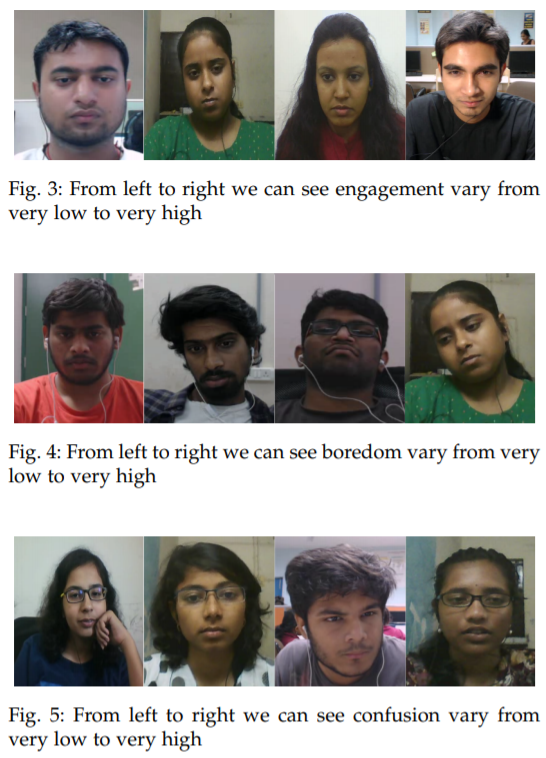 Fig. 3: From left to right we can see engagement vary from
very low to very high
Fig. 4: From left to right we can see boredom vary from very
low to very high
Fig. 5: From left to right we can see confusion vary from
very low to very high